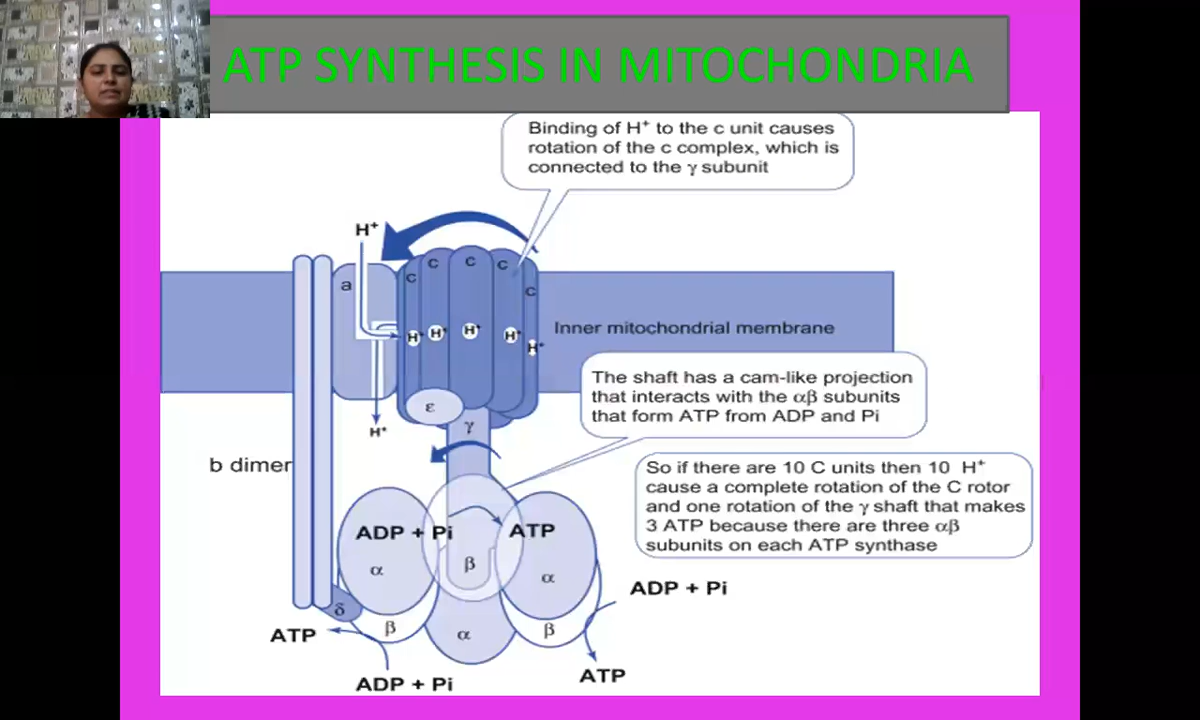 ATP SYNTHESIS IN MITOCHONDRIA
Binding of H⁺ to the c unit causes
rotation of the c complex, which is
connected to the γ subunit
H⁺
a
c
c
c
c
c
H⁺
H⁺
H⁺
H⁺
H⁺
Inner mitochondrial membrane
The shaft has a cam-like projection
that interacts with the αβ subunits
that form ATP from ADP and Pi
ε
γ
H⁺
b dimer
So if there are 10 C units then 10 H⁺
cause a complete rotation of the C rotor
and one rotation of the γ shaft that makes
3 ATP because there are three αβ
subunits on each ATP synthase
ADP + Pi
ATP
α
β
α
ADP + Pi
δ
β
α
β
ATP
ADP + Pi
ATP